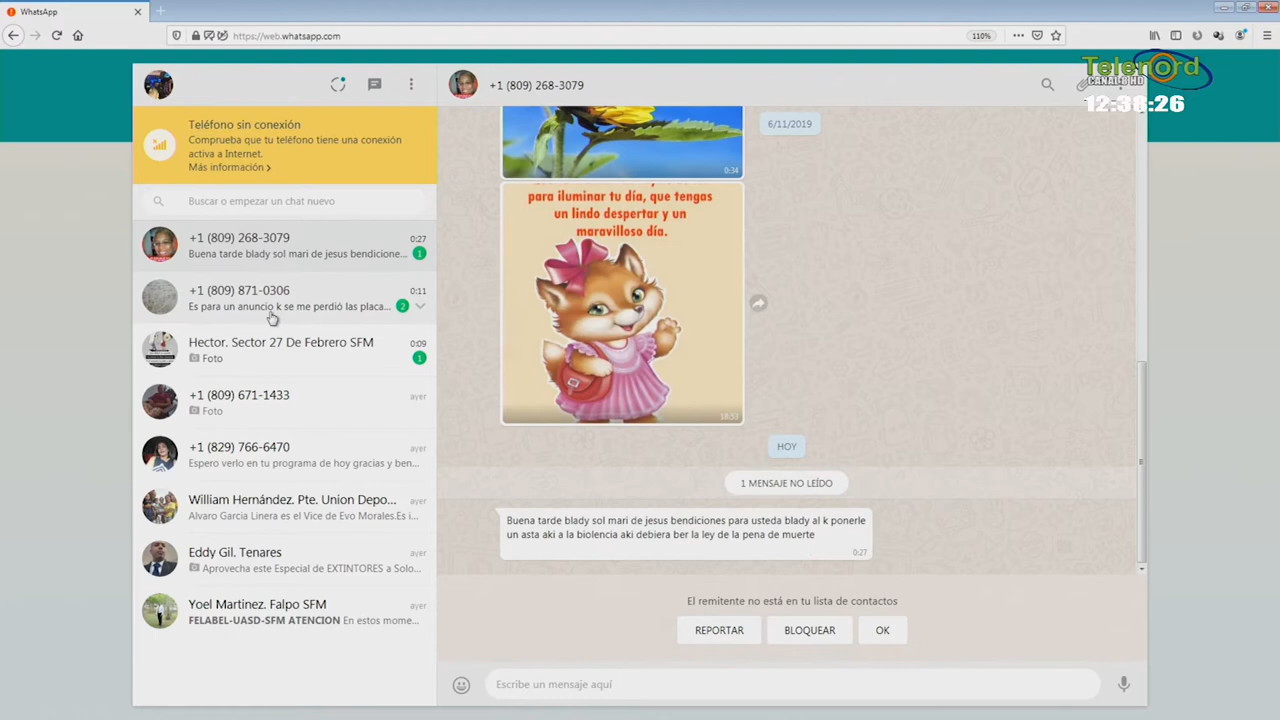 WhatsApp
https://web.whatsapp.com
110%
Telenord
CANAL 8 HD
12:38:26
Teléfono sin conexión
Comprueba que tu teléfono tiene una conexión
activa a Internet.
Más información
Buscar o empezar un chat nuevo
+1 (809) 268-3079
0:27
Buena tarde blady sol mari de jesus bendicione...
1
+1 (809) 871-0306
0:11
Es para un anuncio k se me perdió las placa...
2
Hector. Sector 27 De Febrero SFM
0:09
Foto
1
+1 (809) 671-1433
ayer
Foto
+1 (829) 766-6470
ayer
Espero verlo en tu programa de hoy gracias y ben...
William Hernández. Pte. Union Depo...
ayer
Alvaro Garcia Linera es el Vice de Evo Morales.Es i...
Eddy Gil. Tenares
ayer
Aprovecha este Especial de EXTINTORES a Solo...
Yoel Martinez. Falpo SFM
ayer
FELABEL-UASD-SFM ATENCION En estos mome...
+1 (809) 268-3079
6/11/2019
0:34
para iluminar tu día, que tengas
un lindo despertar y un
maravilloso día.
18:53
HOY
1 MENSAJE NO LEÍDO
Buena tarde blady sol mari de jesus bendiciones para usteda blady al k ponerle
un asta aki a la biolencia aki debiera ber la ley de la pena de muerte
0:27
El remitente no está en tu lista de contactos
REPORTAR
BLOQUEAR
OK
Escribe un mensaje aquí